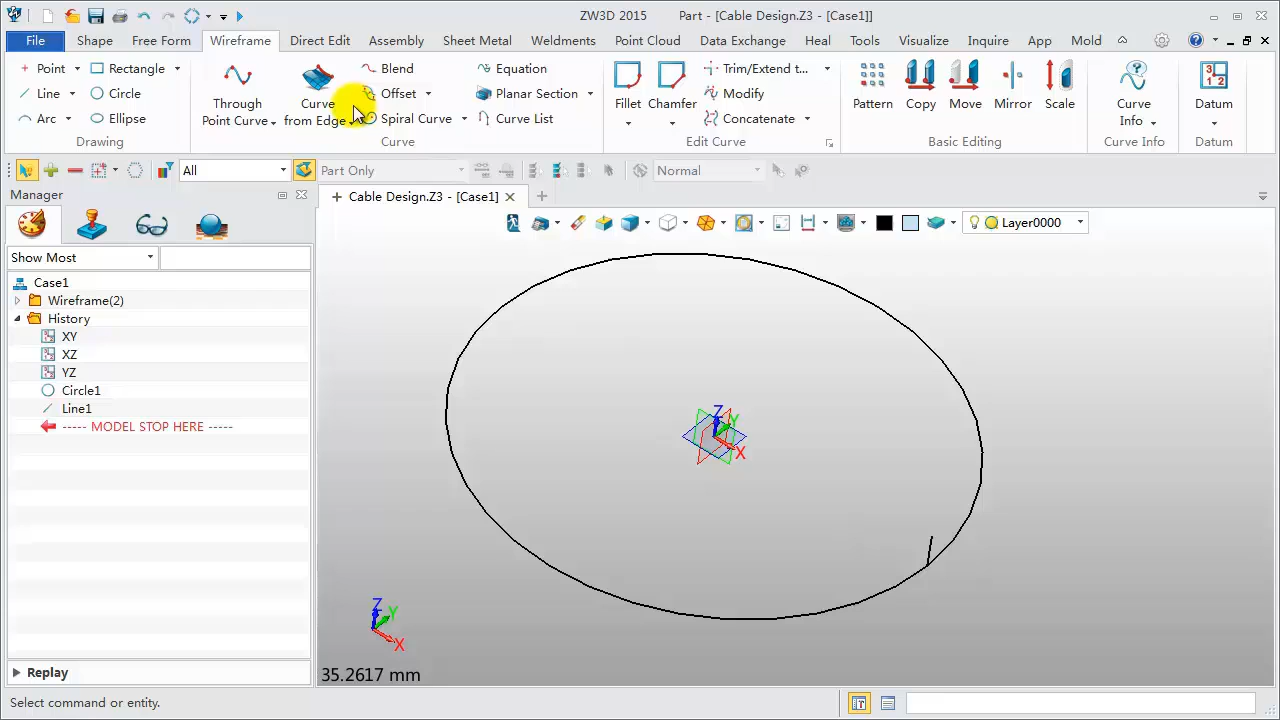 ZW3D 2015 Part - [Cable Design.Z3 - [Case1]]
File Shape Free Form Wireframe Direct Edit Assembly Sheet Metal Weldments Point Cloud Data Exchange Heal Tools Visualize Inquire App Mold
Point Rectangle
Line Circle
Arc Ellipse
Drawing
Through
Point Curve
Curve
from Edge
Blend
Offset
Spiral Curve
Equation
Planar Section
Curve List
Curve
Fillet
Chamfer
Trim/Extend t...
Modify
Concatenate
Edit Curve
Pattern Copy Move Mirror Scale
Basic Editing
Curve
Info
Curve Info
Datum
Datum
All Part Only Normal
Manager
Cable Design.Z3 - [Case1]
Layer0000
Show Most
Case1
Wireframe(2)
History
XY
XZ
YZ
Circle1
Line1
----- MODEL STOP HERE -----
Z
Y
X
Z
Y
X
35.2617 mm
Replay
Select command or entity.